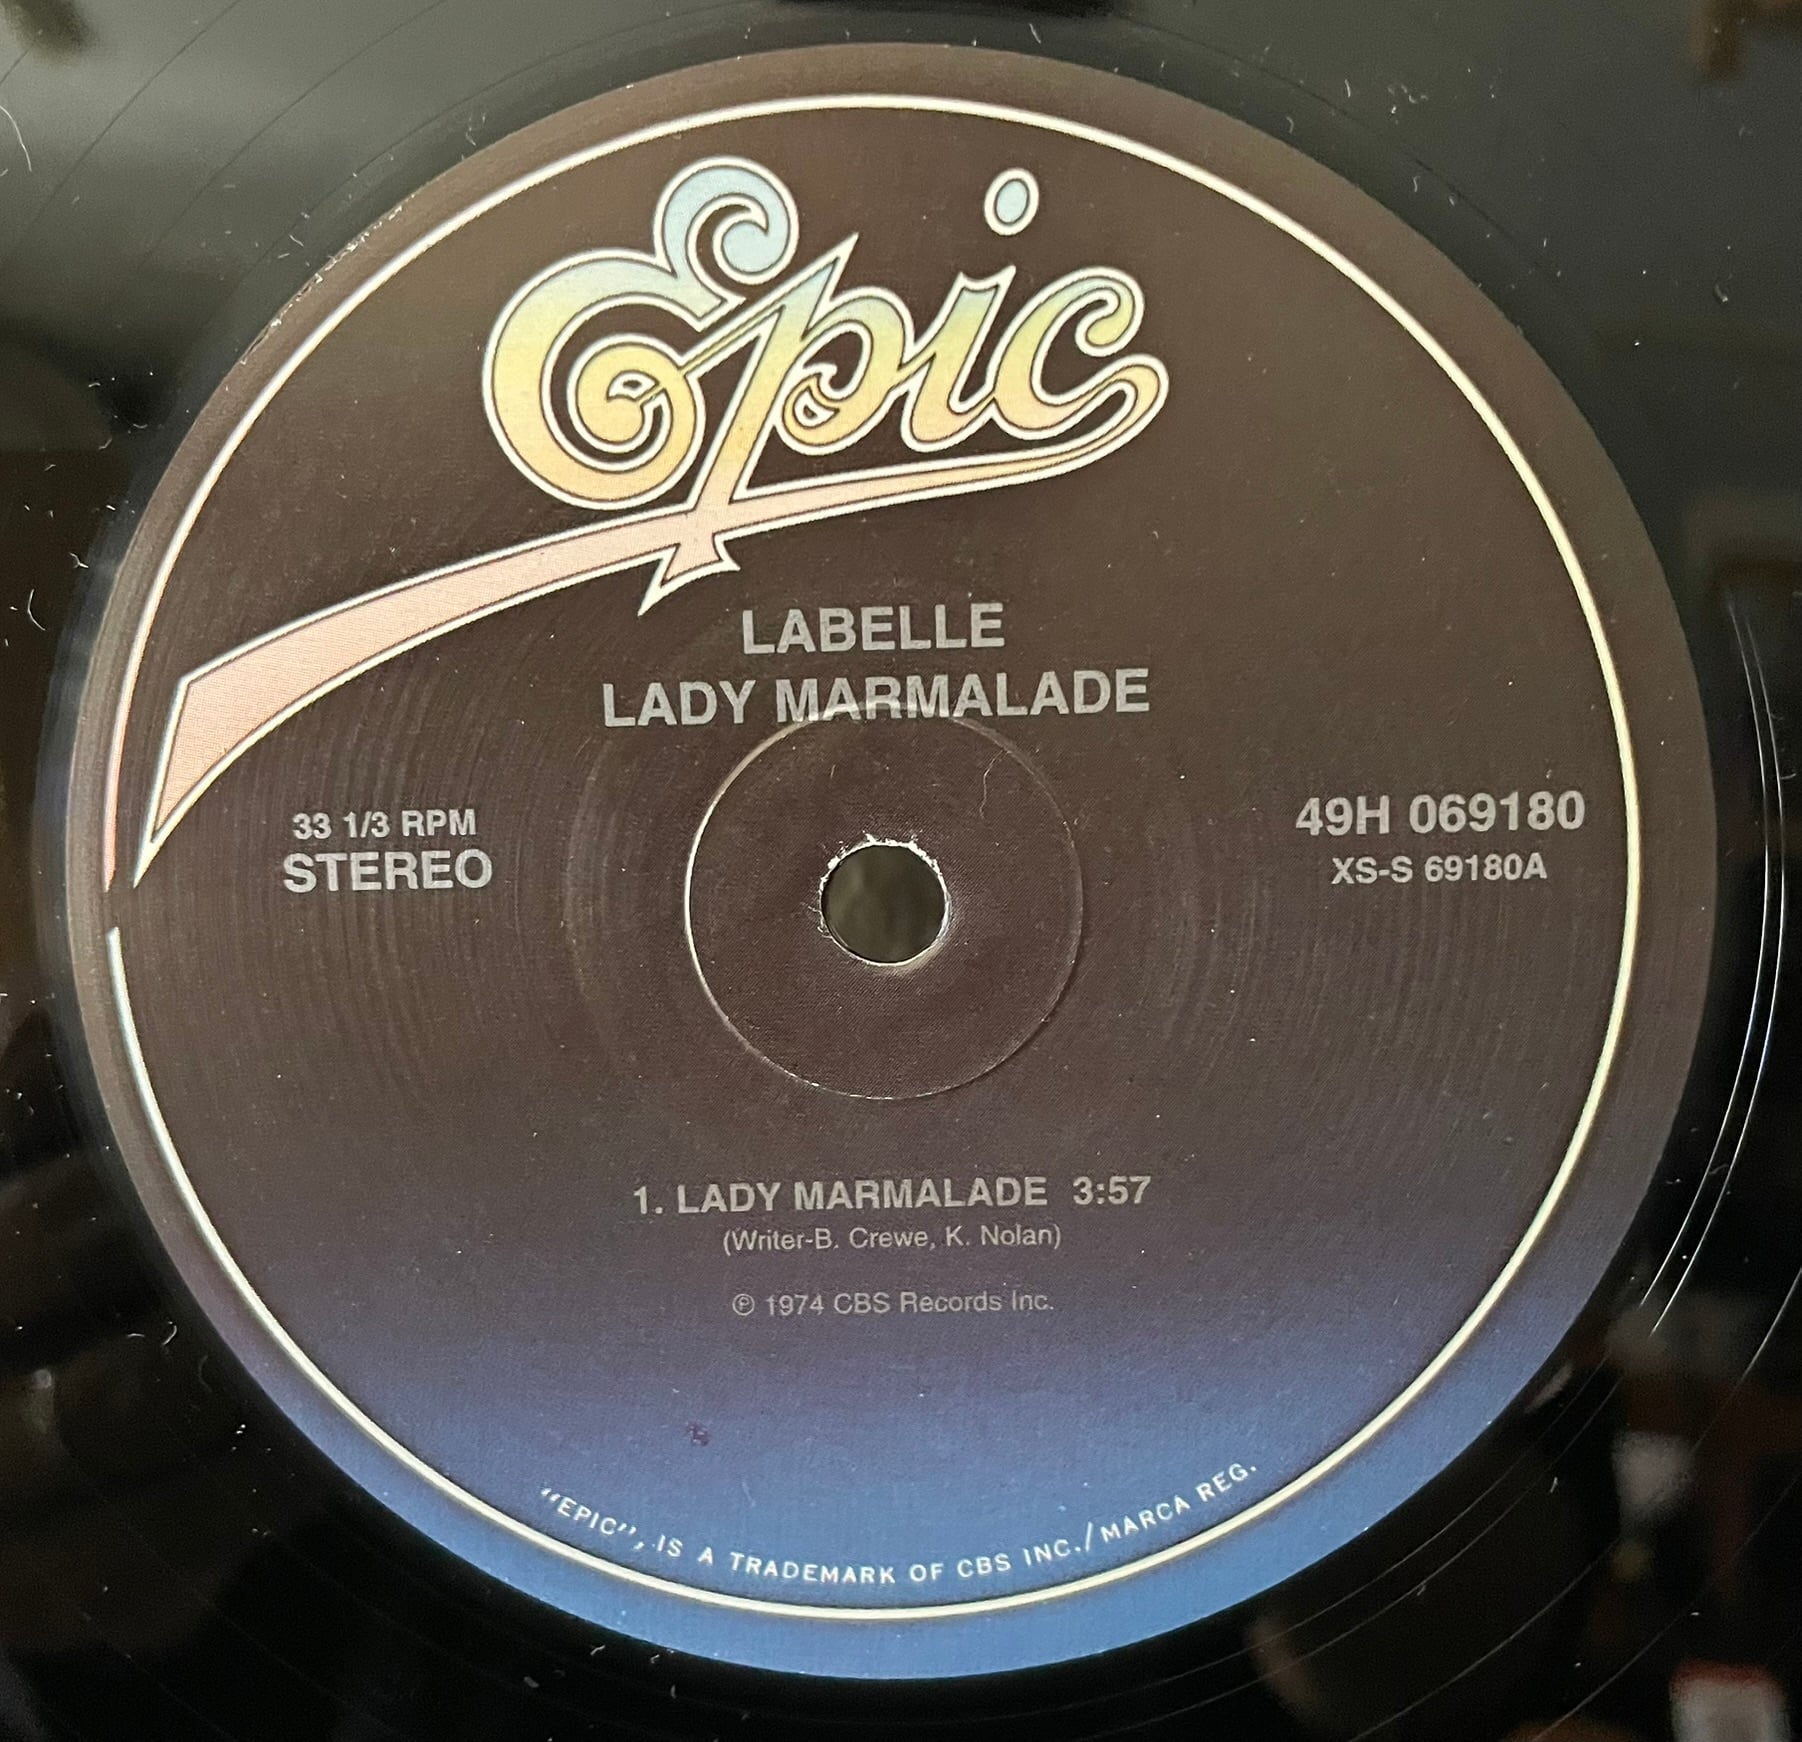 Epic
LABELLE
LADY MARMALADE
33 1/3 RPM
STEREO
49H 069180
XS-S 69180A
1. LADY MARMALADE 3:57
(Writer-B. Crewe, K. Nolan)
℗ 1974 CBS Records Inc.
"EPIC", IS A TRADEMARK OF CBS INC./MARCA REG.